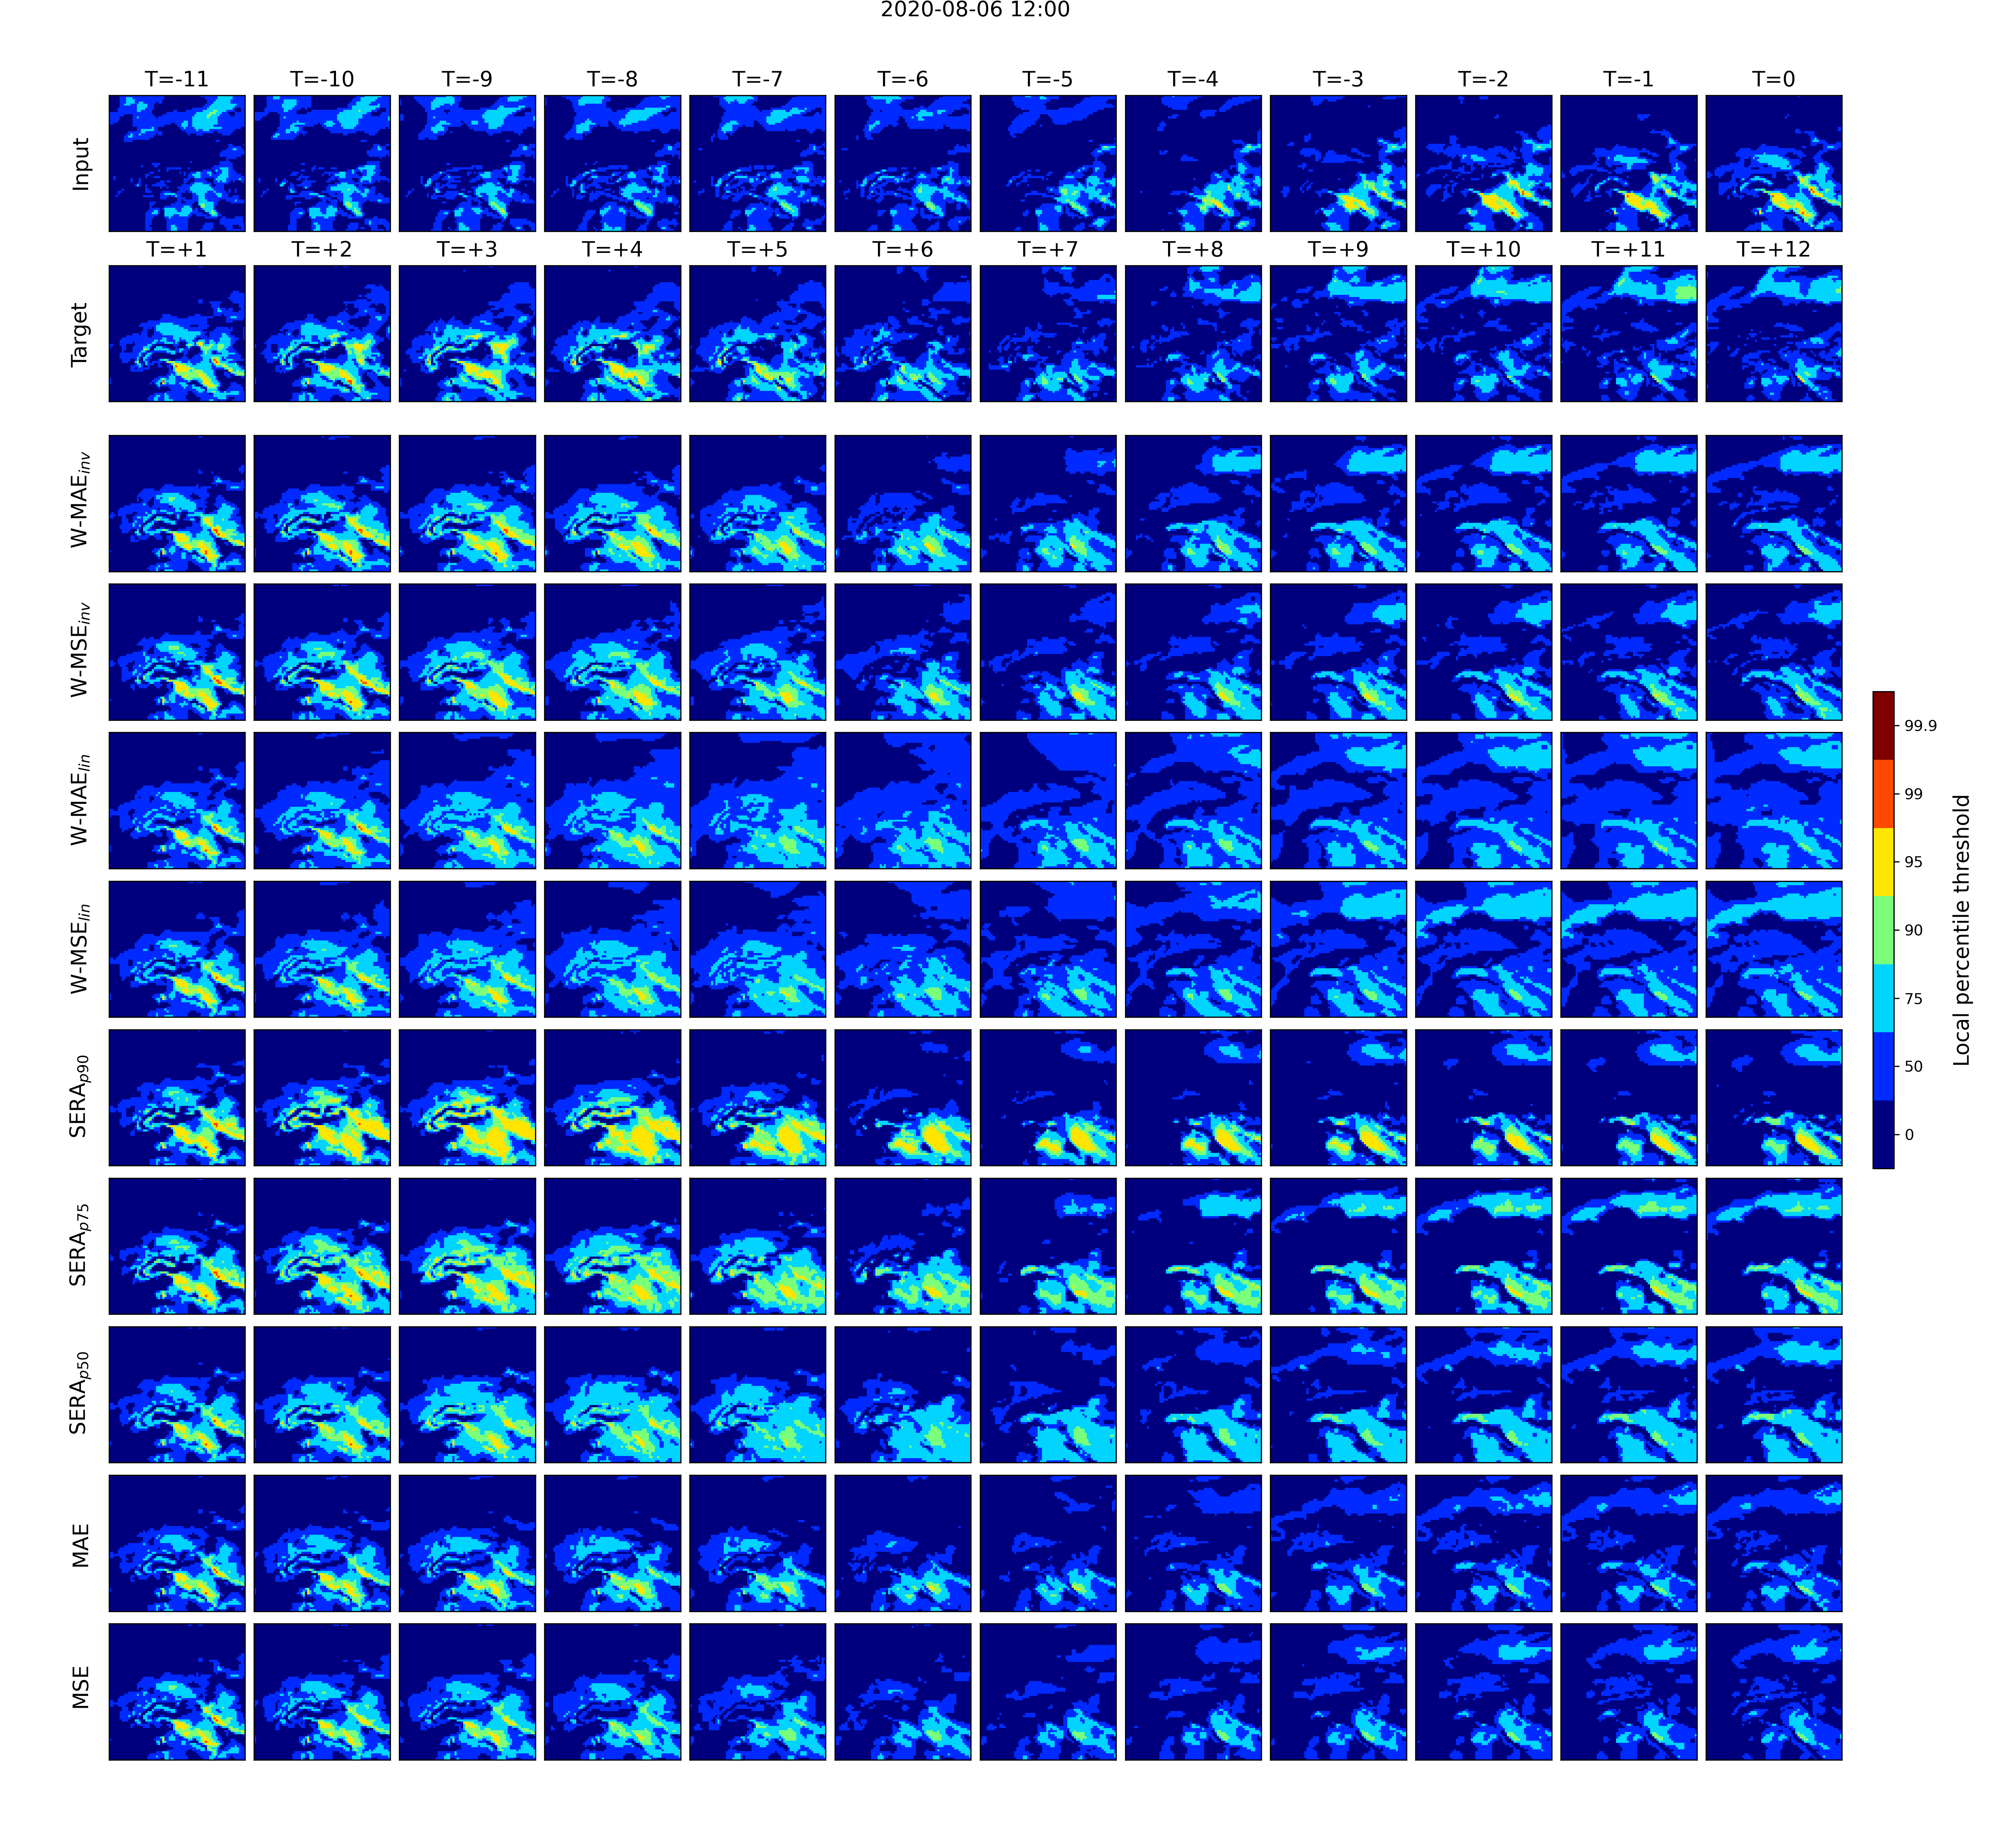 2020-08-06 12:00
T=-11 T=-10 T=-9 T=-8 T=-7 T=-6 T=-5 T=-4 T=-3 T=-2 T=-1 T=0
Input
T=+1 T=+2 T=+3 T=+4 T=+5 T=+6 T=+7 T=+8 T=+9 T=+10 T=+11 T=+12
Target
W-MAEinv
W-MSEinv
W-MAElin
W-MSElin
SERAp90
SERAp75
SERAp50
MAE
MSE
99.9
99
95
90
75
50
0
Local percentile threshold